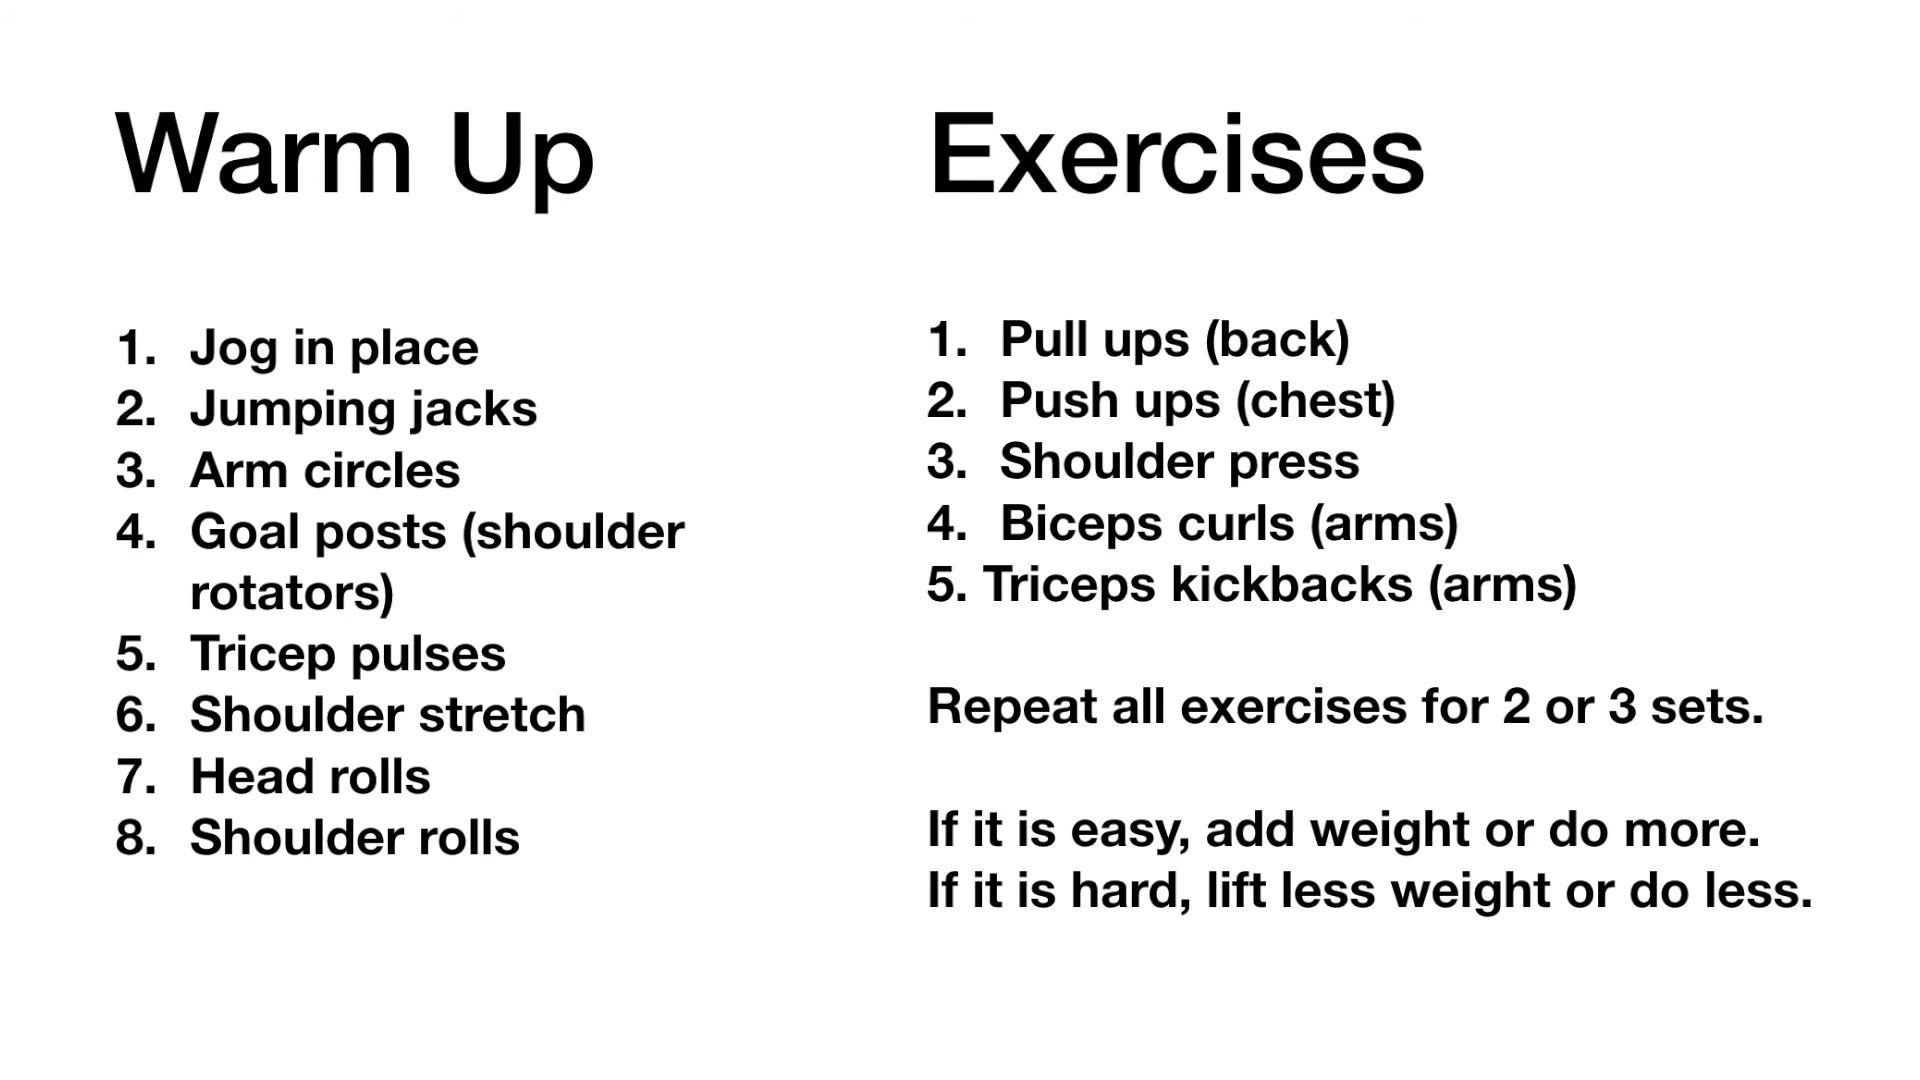 Warm Up
1. Jog in place
2. Jumping jacks
3. Arm circles
4. Goal posts (shoulder
rotators)
5. Tricep pulses
6. Shoulder stretch
7. Head rolls
8. Shoulder rolls
Exercises
1. Pull ups (back)
2. Push ups (chest)
3. Shoulder press
4. Biceps curls (arms)
5. Triceps kickbacks (arms)
Repeat all exercises for 2 or 3 sets.
If it is easy, add weight or do more.
If it is hard, lift less weight or do less.